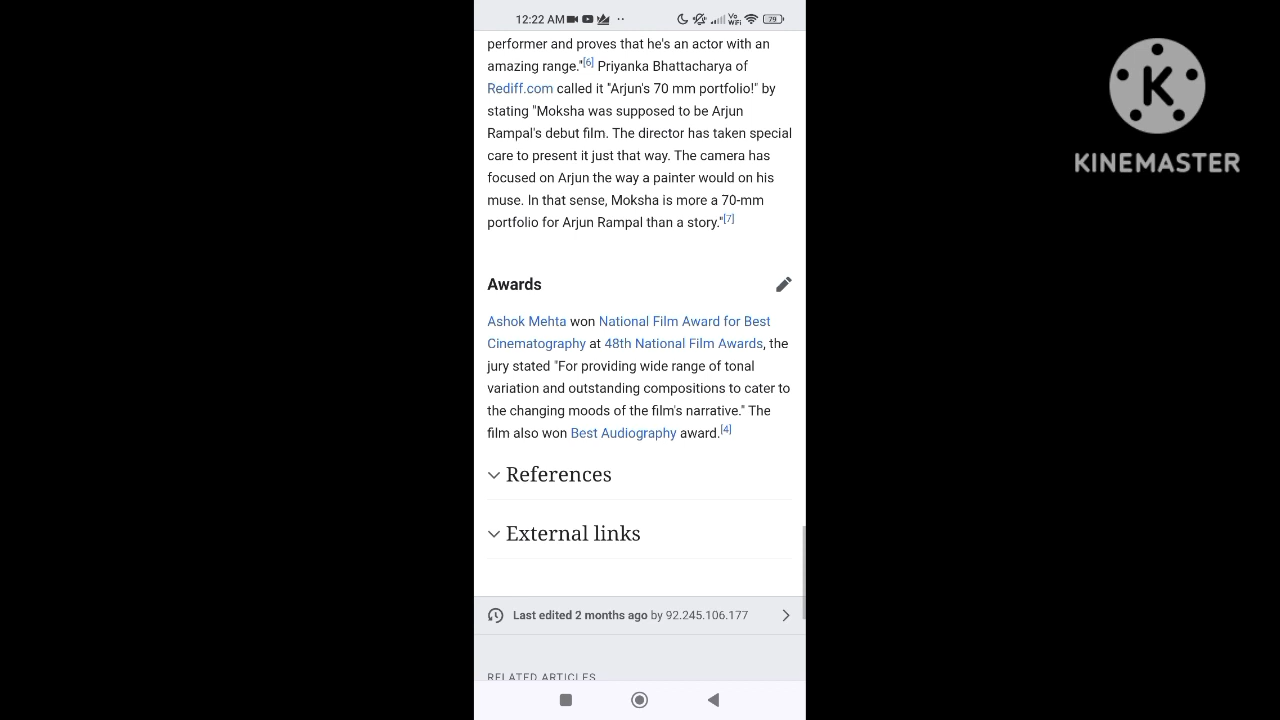 12:22 AM
Vo WiFi
79
performer and proves that he's an actor with an
amazing range."[6] Priyanka Bhattacharya of
Rediff.com called it "Arjun's 70 mm portfolio!" by
stating "Moksha was supposed to be Arjun
Rampal's debut film. The director has taken special
care to present it just that way. The camera has
focused on Arjun the way a painter would on his
muse. In that sense, Moksha is more a 70-mm
portfolio for Arjun Rampal than a story."[7]
Awards
Ashok Mehta won National Film Award for Best
Cinematography at 48th National Film Awards, the
jury stated "For providing wide range of tonal
variation and outstanding compositions to cater to
the changing moods of the film's narrative." The
film also won Best Audiography award.[4]
References
External links
Last edited 2 months ago by 92.245.106.177
RELATED ARTICLES
K
KINEMASTER